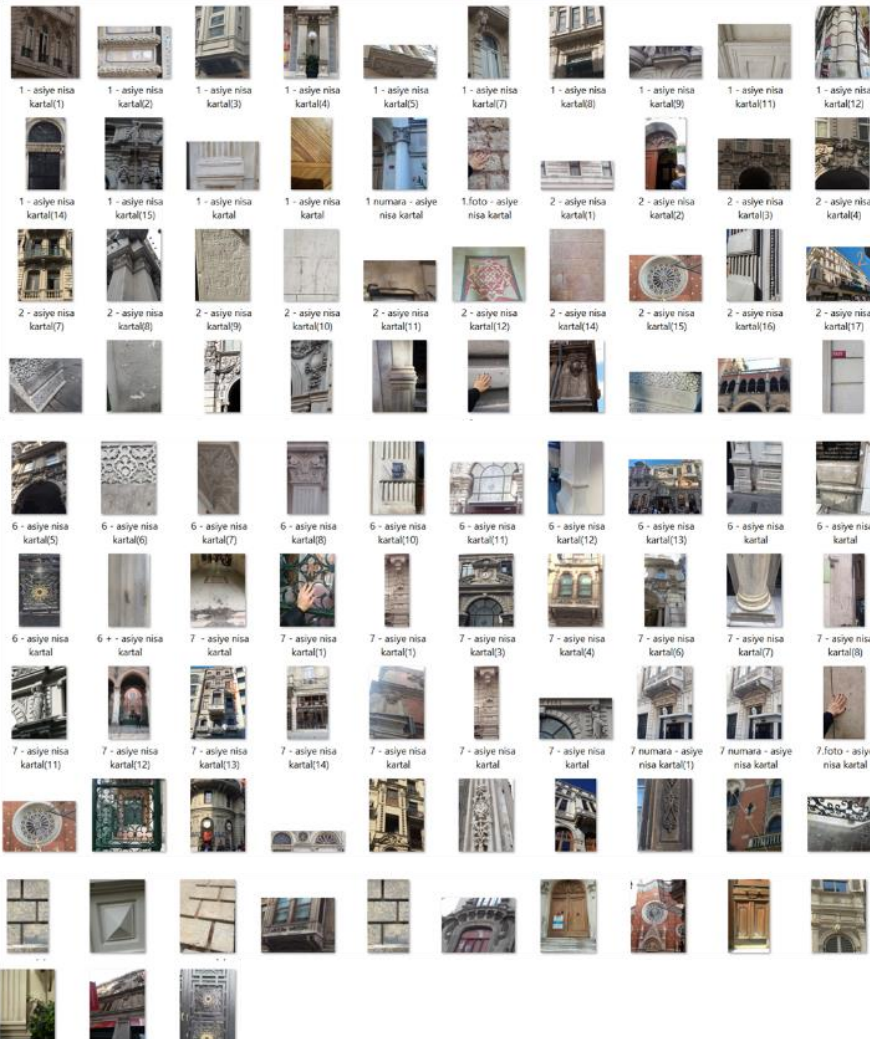 1 - asiye nisa kartal(1) 1 - asiye nisa kartal(2) 1 - asiye nisa kartal(3) 1 - asiye nisa kartal(4) 1 - asiye nisa kartal(5) 1 - asiye nisa kartal(7) 1 - asiye nisa kartal(8) 1 - asiye nisa kartal(9) 1 - asiye nisa kartal(11) 1 - asiye nisa kartal(12)
1 - asiye nisa kartal(14) 1 - asiye nisa kartal(15) 1 - asiye nisa kartal 1 - asiye nisa kartal 1 numara - asiye nisa kartal 1.foto - asiye nisa kartal 2 - asiye nisa kartal(1) 2 - asiye nisa kartal(2) 2 - asiye nisa kartal(3) 2 - asiye nisa kartal(4)
2 - asiye nisa kartal(7) 2 - asiye nisa kartal(8) 2 - asiye nisa kartal(9) 2 - asiye nisa kartal(10) 2 - asiye nisa kartal(11) 2 - asiye nisa kartal(12) 2 - asiye nisa kartal(14) 2 - asiye nisa kartal(15) 2 - asiye nisa kartal(16) 2 - asiye nisa kartal(17)
6 - asiye nisa kartal(5) 6 - asiye nisa kartal(6) 6 - asiye nisa kartal(7) 6 - asiye nisa kartal(8) 6 - asiye nisa kartal(10) 6 - asiye nisa kartal(11) 6 - asiye nisa kartal(12) 6 - asiye nisa kartal(13) 6 - asiye nisa kartal 6 - asiye nisa kartal
6 - asiye nisa kartal 6 + - asiye nisa kartal 7 - asiye nisa kartal 7 - asiye nisa kartal(1) 7 - asiye nisa kartal(1) 7 - asiye nisa kartal(3) 7 - asiye nisa kartal(4) 7 - asiye nisa kartal(6) 7 - asiye nisa kartal(7) 7 - asiye nisa kartal(8)
7 - asiye nisa kartal(11) 7 - asiye nisa kartal(12) 7 - asiye nisa kartal(13) 7 - asiye nisa kartal(14) 7 - asiye nisa kartal 7 - asiye nisa kartal 7 - asiye nisa kartal 7 numara - asiye nisa kartal(1) 7 numara - asiye nisa kartal 7.foto - asiye nisa kartal